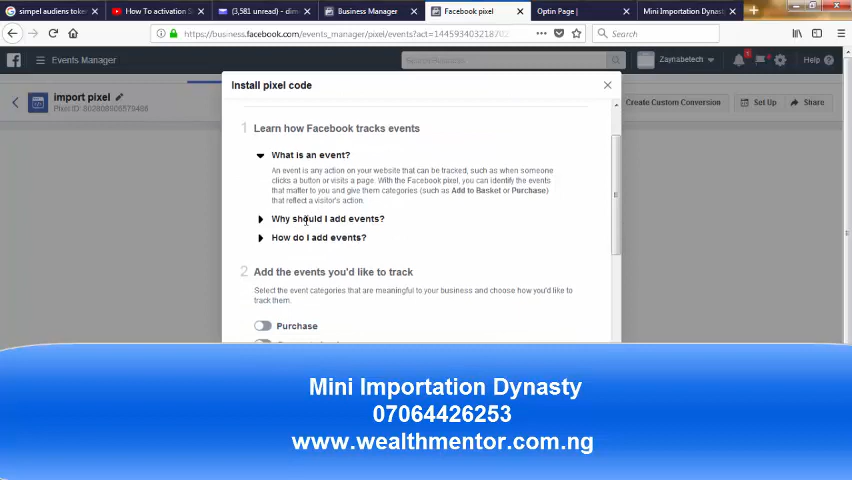 simpel audiens token
How To activation S
(3,581 unread) - dim
Business Manager
Facebook pixel
Optin Page |
Mini Importation Dynasty
https://business.facebook.com/events_manager/pixel/events?act=1445934032187
Search
Events Manager
Zaynabetech
Help
import pixel
Pixel ID:
Create Custom Conversion
Set Up
Share
Install pixel code
1 Learn how Facebook tracks events
What is an event?
An event is any action on your website that can be tracked, such as when someone
clicks a button or visits a page. With the Facebook pixel, you can identify the events
that matter to you and give them categories (such as Add to Basket or Purchase)
that reflect a visitor's action.
Why should I add events?
How do I add events?
2 Add the events you'd like to track
Select the event categories that are meaningful to your business and choose how you'd like to
track them.
Purchase
Mini Importation Dynasty
07064426253
www.wealthmentor.com.ng